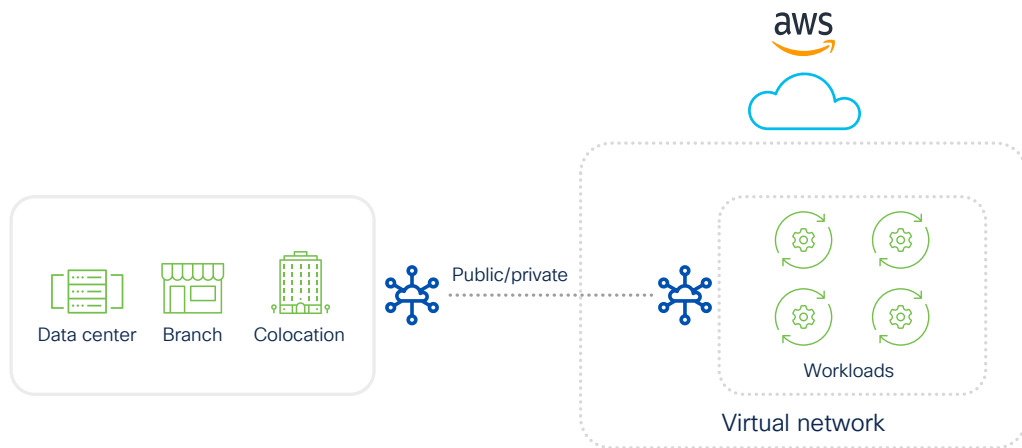 aws
Public/private
Data center
Branch
Colocation
Workloads
Virtual network